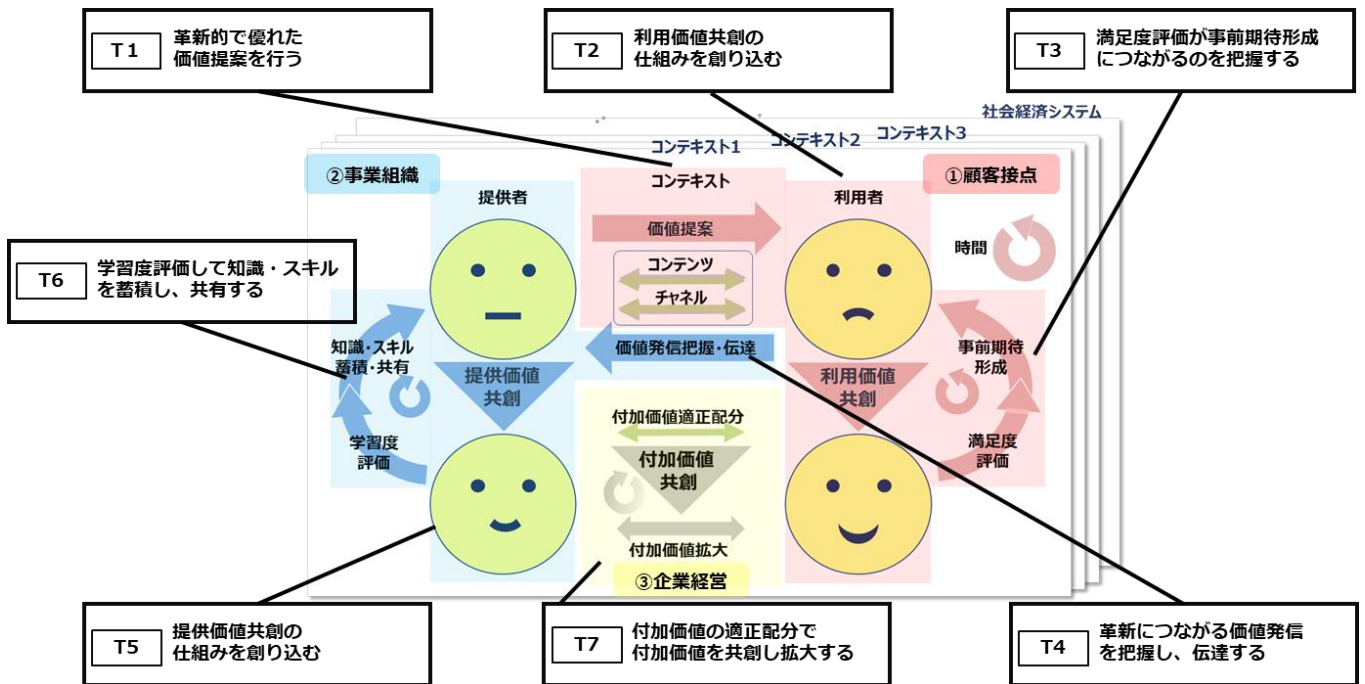 T1
革新的で優れた
価値提案を行う
T2
利用価値共創の
仕組みを創り込む
T3
満足度評価が事前期待形成
につながるのを把握する
社会経済システム
コンテキスト1
コンテキスト2
コンテキスト3
②事業組織
提供者
コンテキスト
利用者
①顧客接点
価値提案
時間
コンテンツ
チャネル
T6
学習度評価して知識・スキル
を蓄積し、共有する
知識・スキル
蓄積・共有
提供価値
共創
価値発信把握・伝達
利用価値
共創
事前期待
形成
学習度
評価
付加価値適正配分
付加価値
共創
満足度
評価
付加価値拡大
③企業経営
T5
提供価値共創の
仕組みを創り込む
T7
付加価値の適正配分で
付加価値を共創し拡大する
T4
革新につながる価値発信
を把握し、伝達する